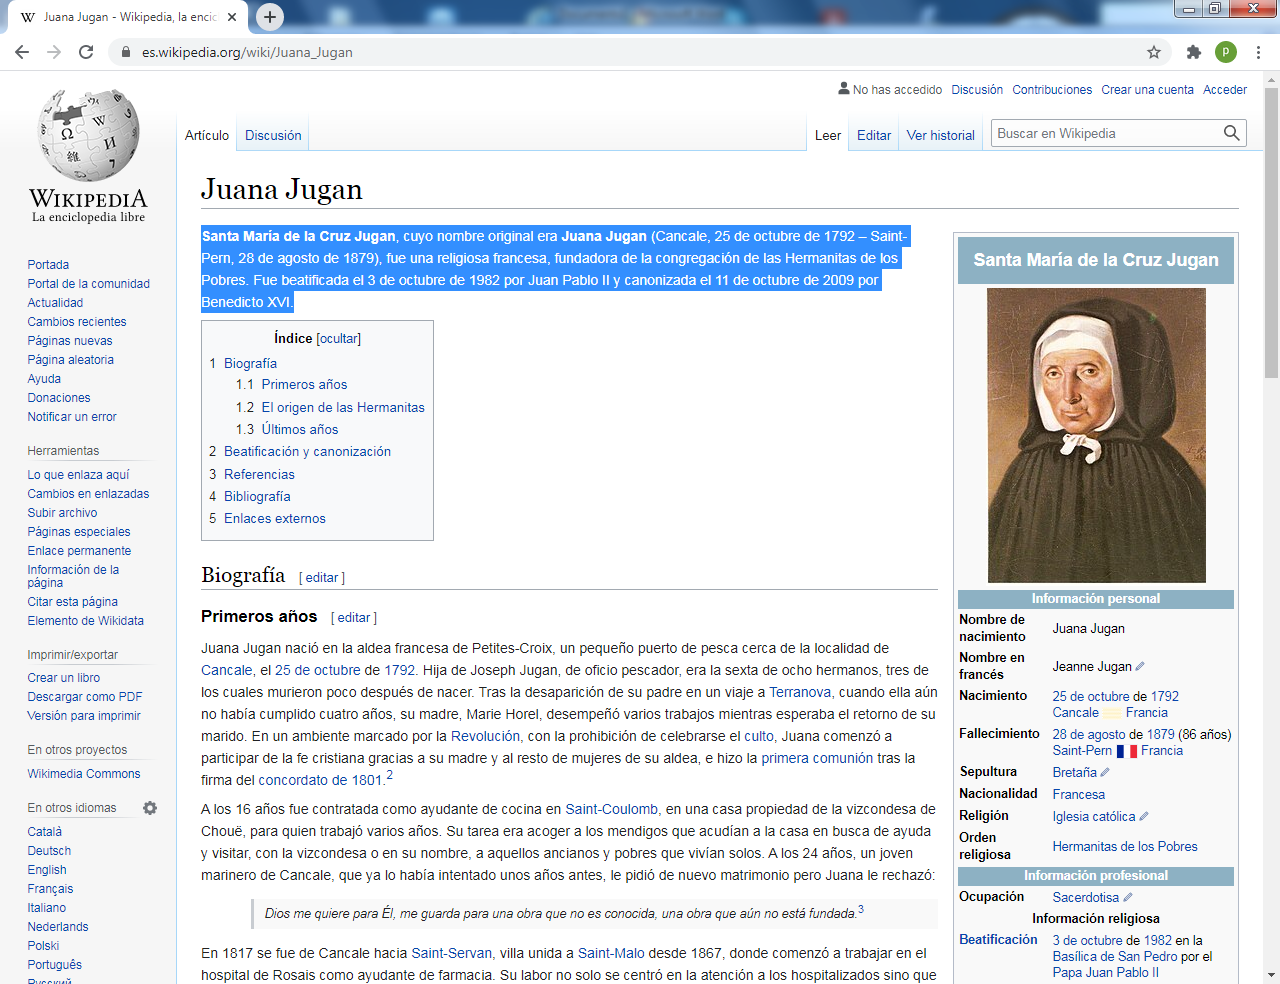 Juana Jugan - Wikipedia, la enci
es.wikipedia.org/wiki/Juana_Jugan
P
No has accedido Discusión Contribuciones Crear una cuenta Acceder
Artículo Discusión Leer Editar Ver historial Buscar en Wikipedia
WIKIPEDIA
La enciclopedia libre
Portada
Portal de la comunidad
Actualidad
Cambios recientes
Páginas nuevas
Página aleatoria
Ayuda
Donaciones
Notificar un error
Herramientas
Lo que enlaza aquí
Cambios en enlazadas
Subir archivo
Páginas especiales
Enlace permanente
Información de la
página
Citar esta página
Elemento de Wikidata
Imprimir/exportar
Crear un libro
Descargar como PDF
Versión para imprimir
En otros proyectos
Wikimedia Commons
En otros idiomas
Català
Deutsch
English
Français
Italiano
Nederlands
Polski
Português
Русский
Juana Jugan
Santa María de la Cruz Jugan, cuyo nombre original era Juana Jugan (Cancale, 25 de octubre de 1792 – Saint-
Pern, 28 de agosto de 1879), fue una religiosa francesa, fundadora de la congregación de las Hermanitas de los
Pobres. Fue beatificada el 3 de octubre de 1982 por Juan Pablo II y canonizada el 11 de octubre de 2009 por
Benedicto XVI.
Índice [ocultar]
1 Biografía
1.1 Primeros años
1.2 El origen de las Hermanitas
1.3 Últimos años
2 Beatificación y canonización
3 Referencias
4 Bibliografía
5 Enlaces externos
Biografía [ editar ]
Primeros años [ editar ]
Juana Jugan nació en la aldea francesa de Petites-Croix, un pequeño puerto de pesca cerca de la localidad de
Cancale, el 25 de octubre de 1792. Hija de Joseph Jugan, de oficio pescador, era la sexta de ocho hermanos, tres de
los cuales murieron poco después de nacer. Tras la desaparición de su padre en un viaje a Terranova, cuando ella aún
no había cumplido cuatro años, su madre, Marie Horel, desempeñó varios trabajos mientras esperaba el retorno de su
marido. En un ambiente marcado por la Revolución, con la prohibición de celebrarse el culto, Juana comenzó a
participar de la fe cristiana gracias a su madre y al resto de mujeres de su aldea, e hizo la primera comunión tras la
firma del concordato de 1801.2
A los 16 años fue contratada como ayudante de cocina en Saint-Coulomb, en una casa propiedad de la vizcondesa de
Chouë, para quien trabajó varios años. Su tarea era acoger a los mendigos que acudían a la casa en busca de ayuda
y visitar, con la vizcondesa o en su nombre, a aquellos ancianos y pobres que vivían solos. A los 24 años, un joven
marinero de Cancale, que ya lo había intentado unos años antes, le pidió de nuevo matrimonio pero Juana le rechazó:
Dios me quiere para Él, me guarda para una obra que no es conocida, una obra que aún no está fundada.3
En 1817 se fue de Cancale hacia Saint-Servan, villa unida a Saint-Malo desde 1867, donde comenzó a trabajar en el
hospital de Rosais como ayudante de farmacia. Su labor no solo se centró en la atención a los hospitalizados sino que
Santa María de la Cruz Jugan
Información personal
Nombre de
nacimiento Juana Jugan
Nombre en
francés Jeanne Jugan
Nacimiento 25 de octubre de 1792
Cancale Francia
Fallecimiento 28 de agosto de 1879 (86 años)
Saint-Pern Francia
Sepultura Bretaña
Nacionalidad Francesa
Religión Iglesia católica
Orden
religiosa Hermanitas de los Pobres
Información profesional
Ocupación Sacerdotisa
Información religiosa
Beatificación 3 de octubre de 1982 en la
Basílica de San Pedro por el
Papa Juan Pablo II